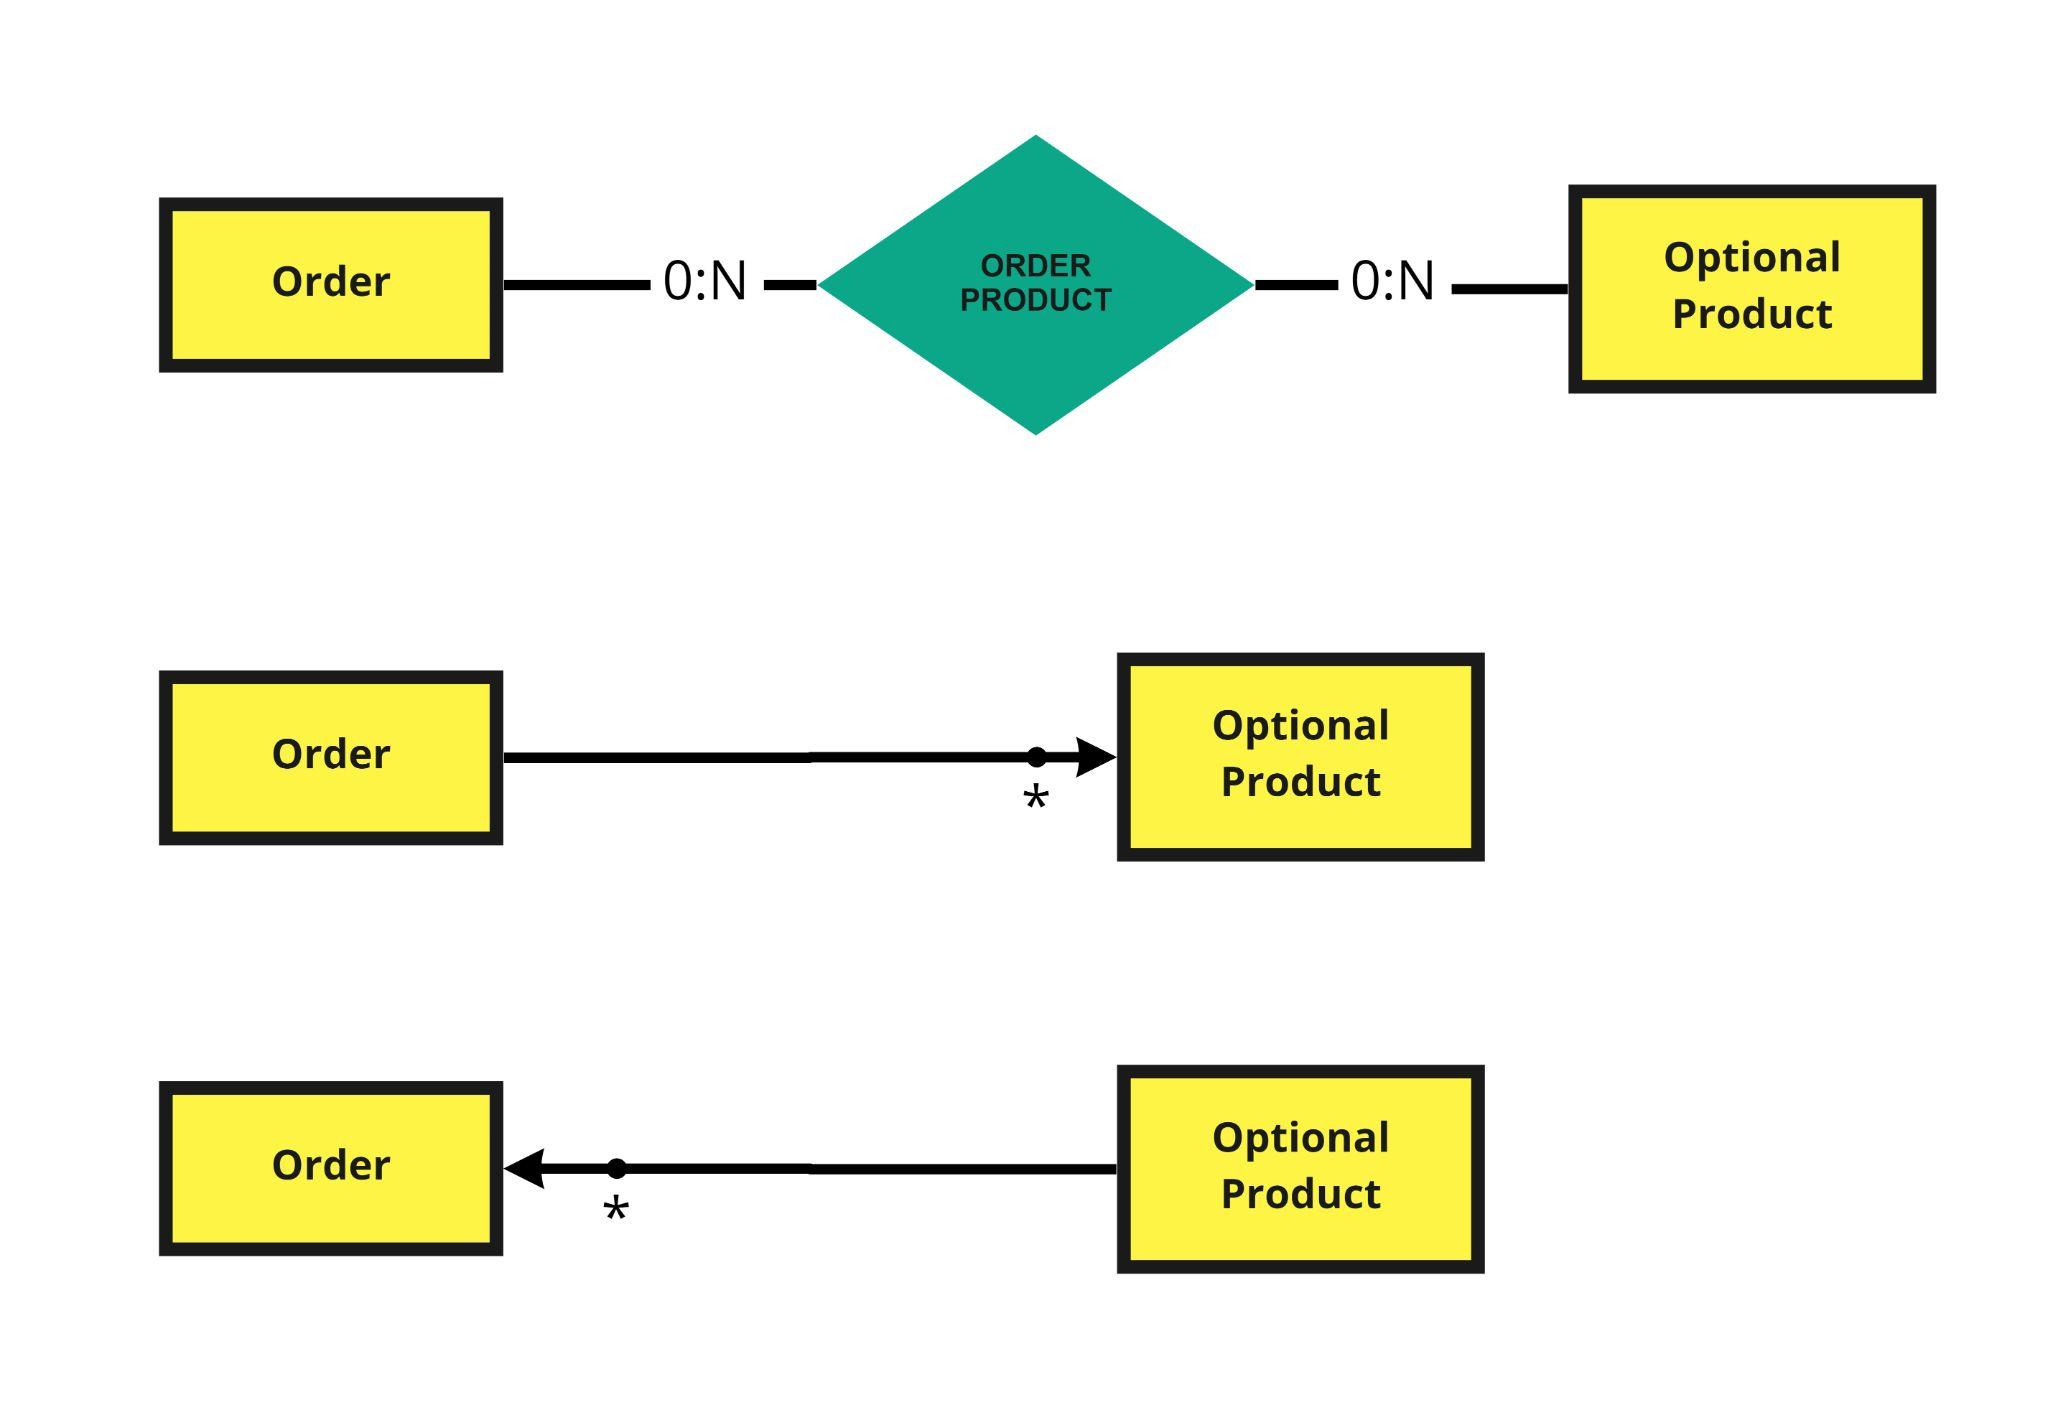 Order
0:N
ORDER
PRODUCT
0:N
Optional
Product
Order
*
Optional
Product
Order
*
Optional
Product